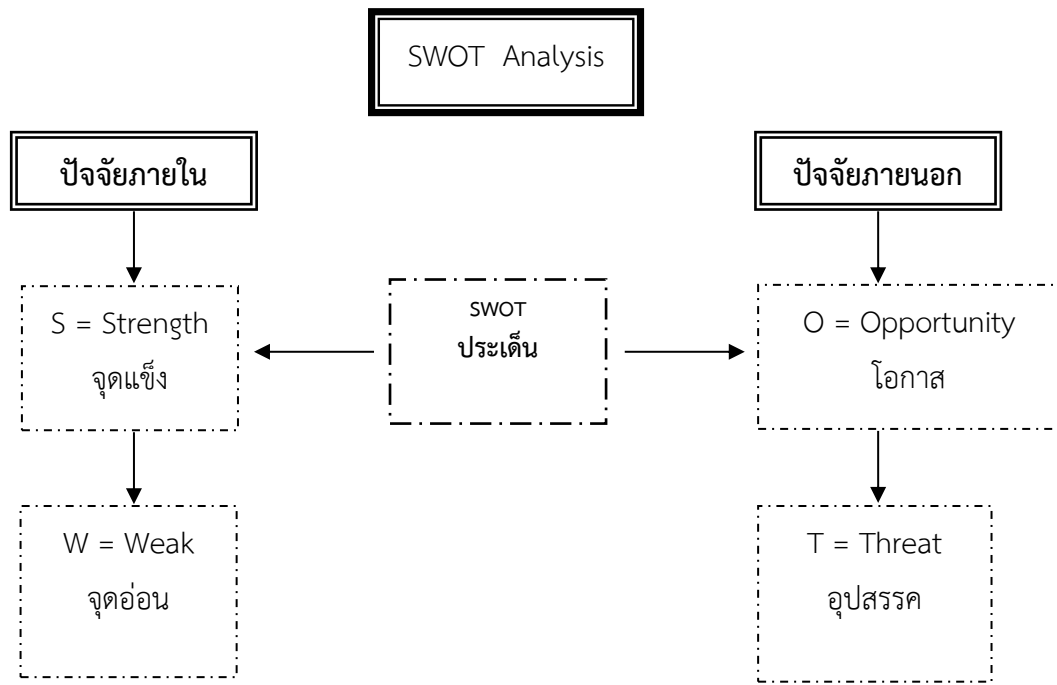 SWOT Analysis
ปัจจัยภายใน
ปัจจัยภายนอก
S = Strength
จุดแข็ง
SWOT
ประเด็น
O = Opportunity
โอกาส
W = Weak
จุดอ่อน
T = Threat
อุปสรรค